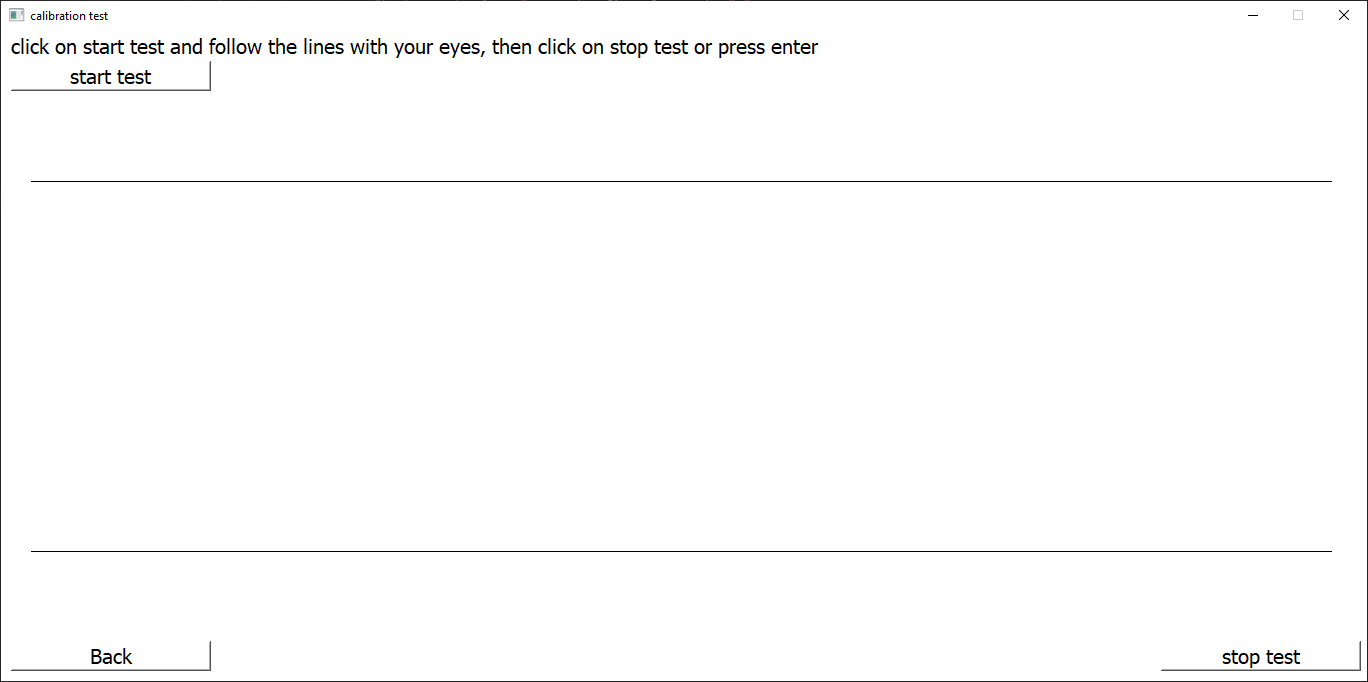 calibration test
click on start test and follow the lines with your eyes, then click on stop test or press enter
start test
Back
stop test